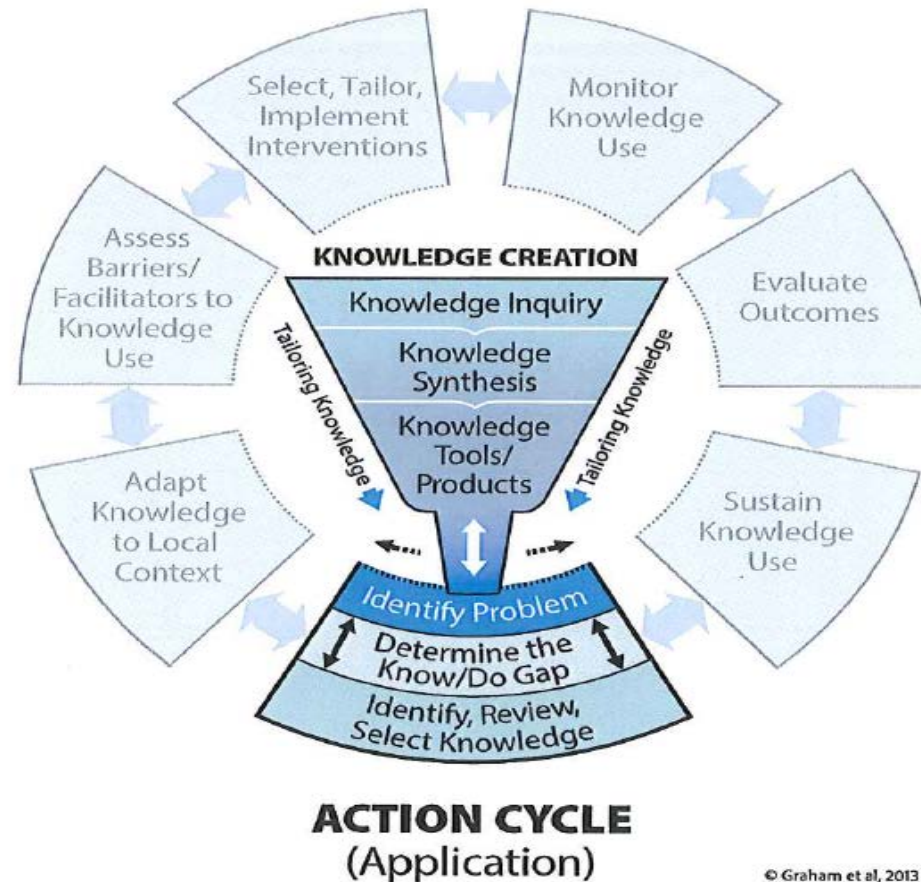 Select, Tailor,
Implement
Interventions
Monitor
Knowledge
Use
Assess
Barriers/
Facilitators to
Knowledge
Use
KNOWLEDGE CREATION
Knowledge Inquiry
Knowledge
Synthesis
Knowledge
Tools/
Products
Tailoring Knowledge
Tailoring Knowledge
Evaluate
Outcomes
Adapt
Knowledge
to Local
Context
Sustain
Knowledge
Use
Identify Problem
Determine the
Know/Do Gap
Identify, Review,
Select Knowledge
ACTION CYCLE
(Application)
© Graham et al, 2013